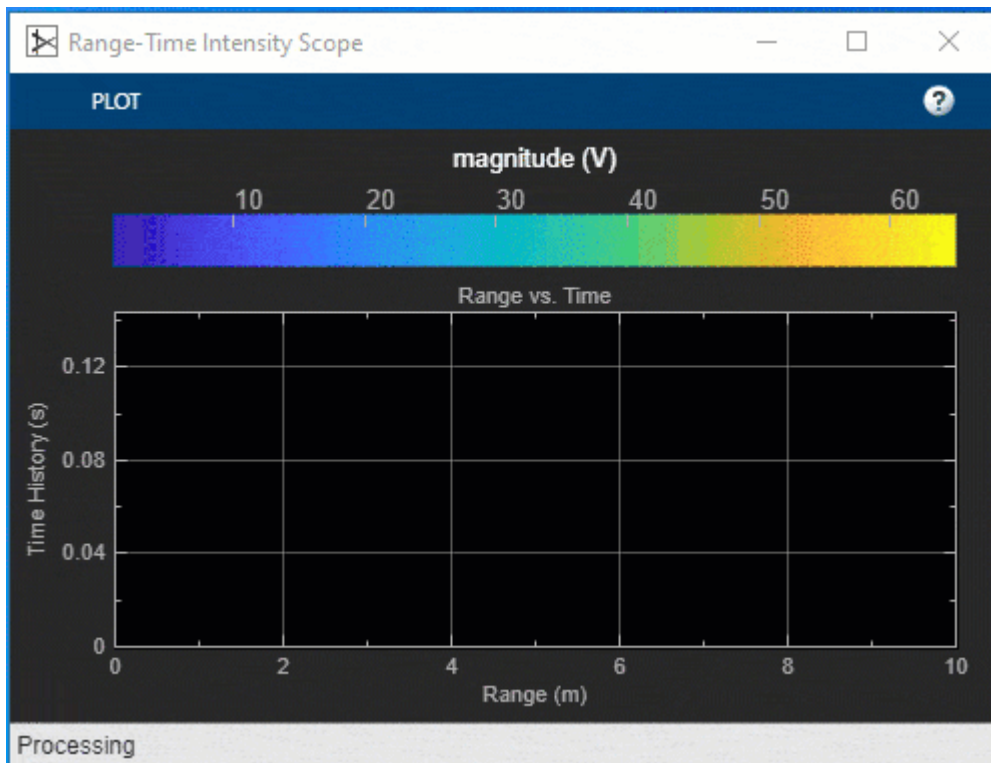 Range-Time Intensity Scope
PLOT
?
magnitude (V)
10 20 30 40 50 60
Range vs. Time
0.12
0.08
0.04
0
Time History (s)
0 2 4 6 8 10
Range (m)
Processing